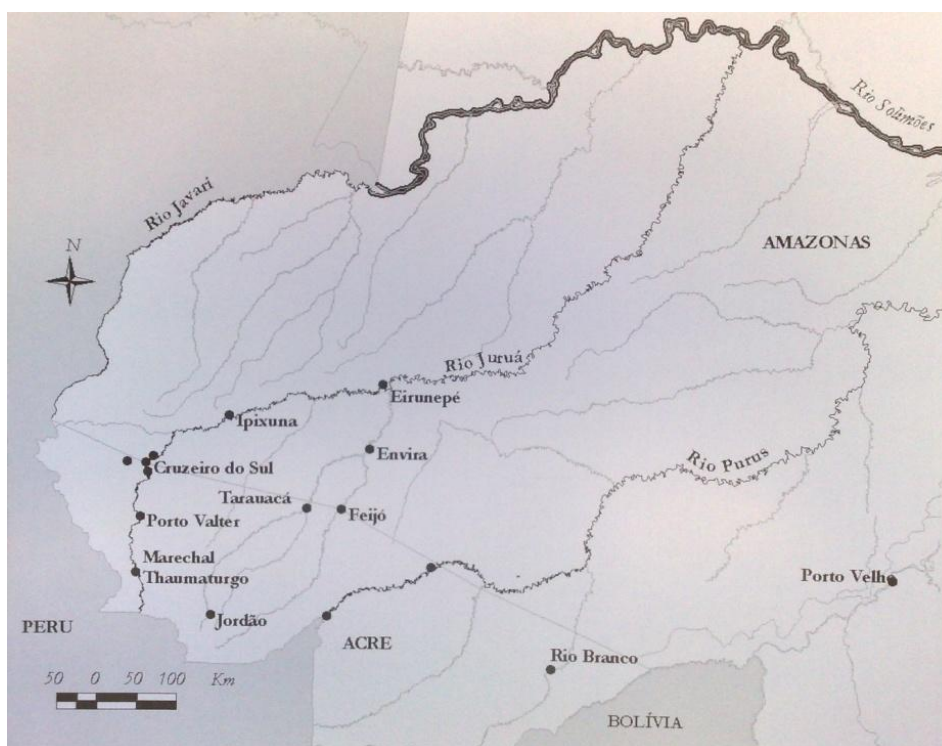 Rio Solimões
Rio Javarí
N
AMAZONAS
Rio Juruá
Eirunepé
Ipixuna
Envira
Rio Purus
Cruzeiro do Sul
Tarauacá
Feijó
Porto Valter
Marechal
Thaumaturgo
Porto Velho
Jordão
PERU
ACRE
Rio Branco
50 0 50 100 Km
BOLÍVIA